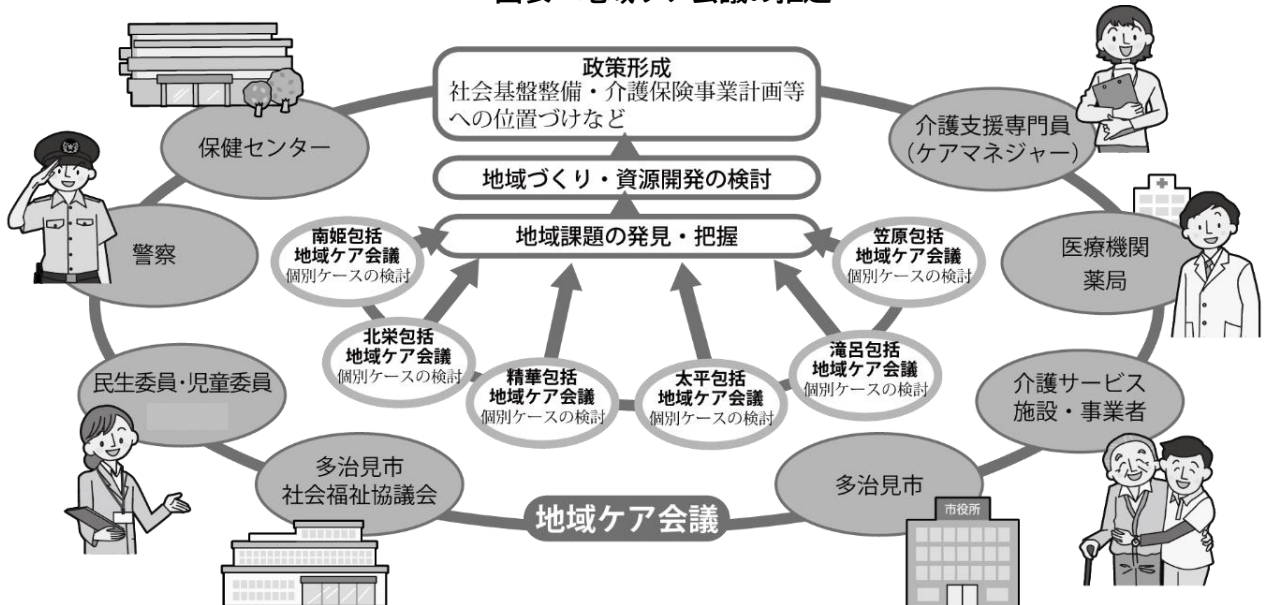 政策形成
社会基盤整備・介護保険事業計画等
への位置づけなど
地域づくり・資源開発の検討
地域課題の発見・把握
保健センター
介護支援専門員
（ケアマネジャー）
警察
医療機関
薬局
南姫包括
地域ケア会議
個別ケースの検討
笠原包括
地域ケア会議
個別ケースの検討
北栄包括
地域ケア会議
個別ケースの検討
滝呂包括
地域ケア会議
個別ケースの検討
精華包括
地域ケア会議
個別ケースの検討
太平包括
地域ケア会議
個別ケースの検討
民生委員・児童委員
介護サービス
施設・事業者
多治見市
社会福祉協議会
多治見市
市役所
地域ケア会議